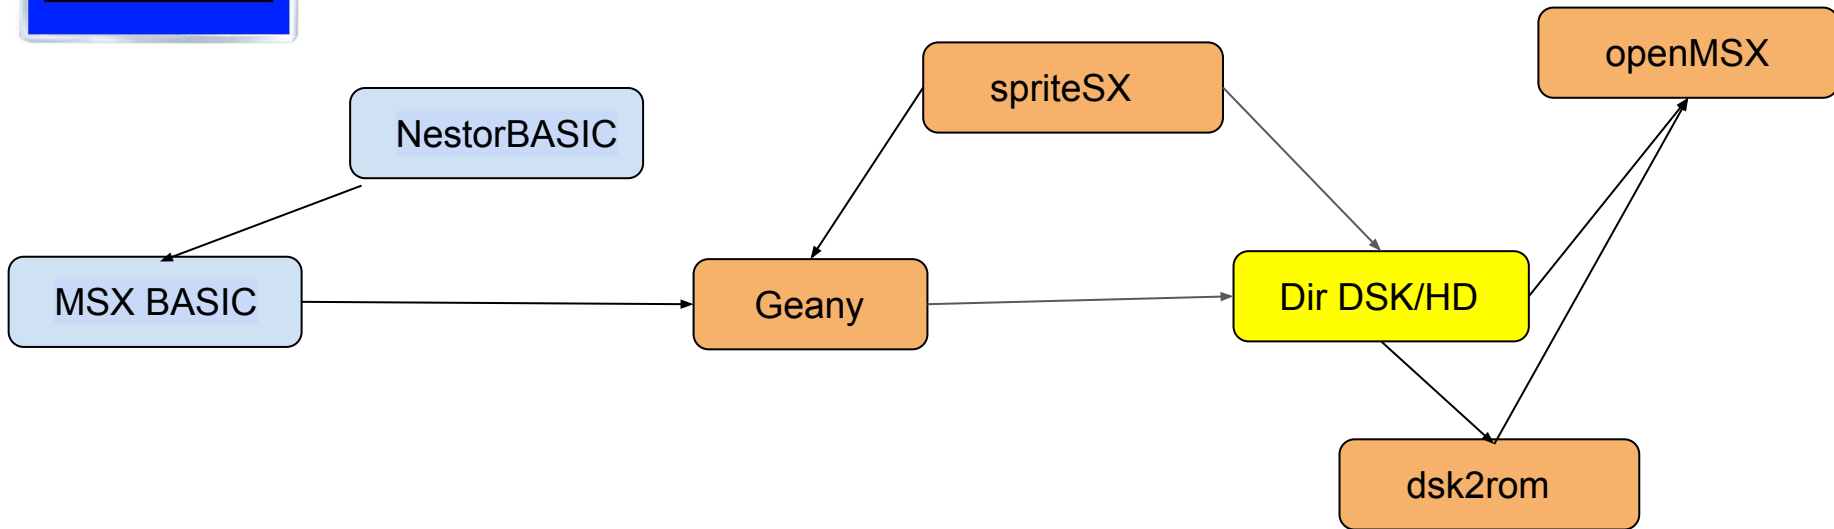 openMSX
spriteSX
NestorBASIC
MSX BASIC
Geany
Dir DSK/HD
dsk2rom